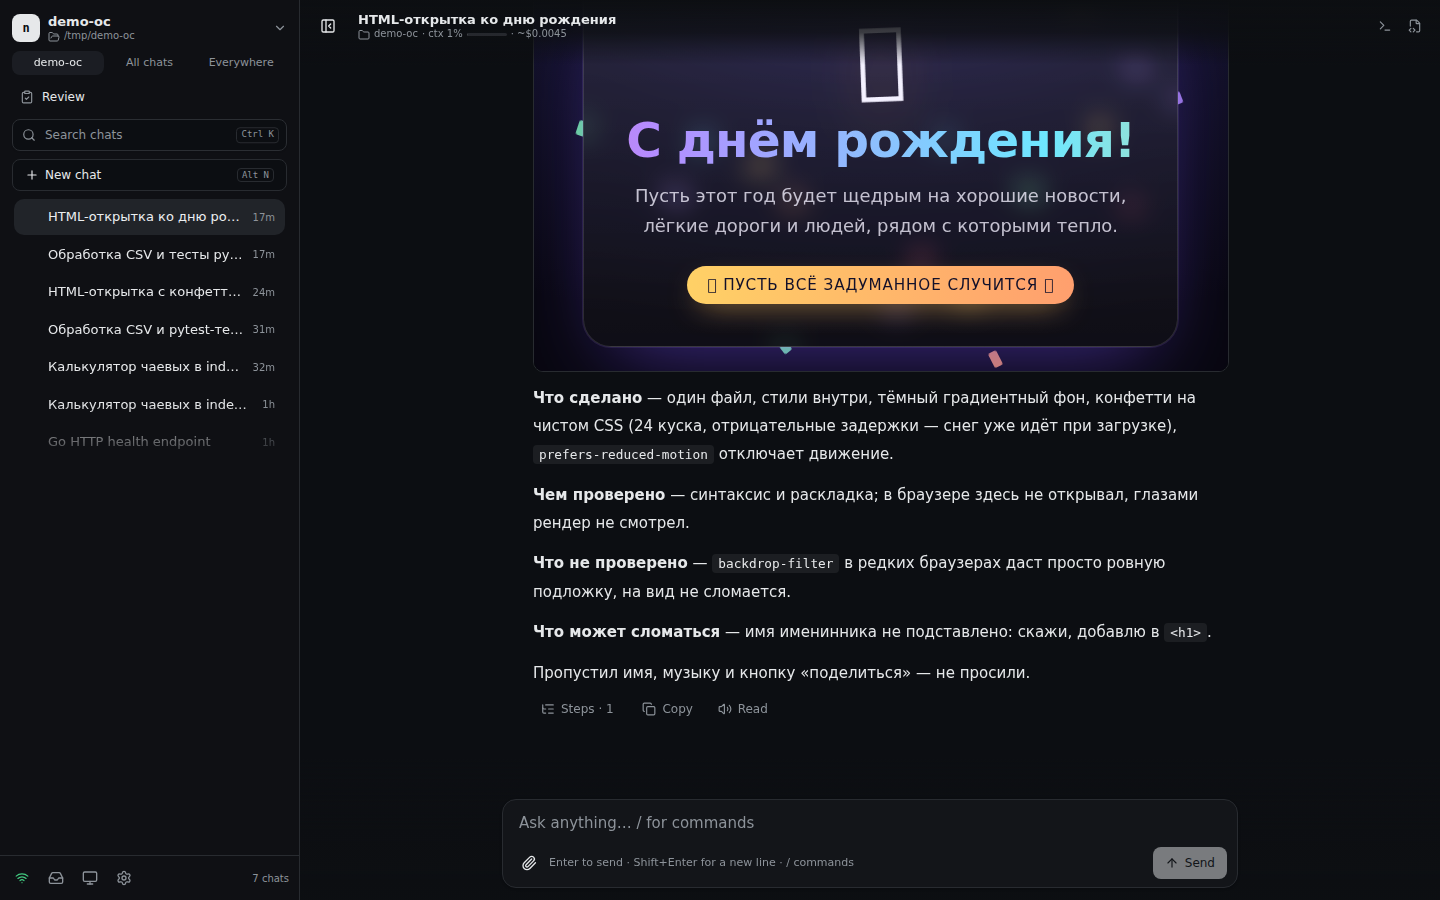 n
demo-oc
/tmp/demo-oc
demo-oc
All chats
Everywhere
Review
Search chats
Ctrl K
New chat
Alt N
HTML-открытка ко дню ро…
17m
Обработка CSV и тесты ру…
17m
HTML-открытка с конфетт…
24m
Обработка CSV и pytest-те…
31m
Калькулятор чаевых в ind…
32m
Калькулятор чаевых в inde…
1h
Go HTTP health endpoint
1h
7 chats
HTML-открытка ко дню рождения
demo-oc · ctx 1% · ~$0.0045
С днём рождения!
Пусть этот год будет щедрым на хорошие новости,
лёгкие дороги и людей, рядом с которыми тепло.
ПУСТЬ ВСЁ ЗАДУМАННОЕ СЛУЧИТСЯ
Что сделано — один файл, стили внутри, тёмный градиентный фон, конфетти на
чистом CSS (24 куска, отрицательные задержки — снег уже идёт при загрузке),
prefers-reduced-motion отключает движение.
Чем проверено — синтаксис и раскладка; в браузере здесь не открывал, глазами
рендер не смотрел.
Что не проверено — backdrop-filter в редких браузерах даст просто ровную
подложку, на вид не сломается.
Что может сломаться — имя именинника не подставлено: скажи, добавлю в <h1>.
Пропустил имя, музыку и кнопку «поделиться» — не просили.
Steps · 1
Copy
Read
Ask anything… / for commands
Enter to send · Shift+Enter for a new line · / commands
Send